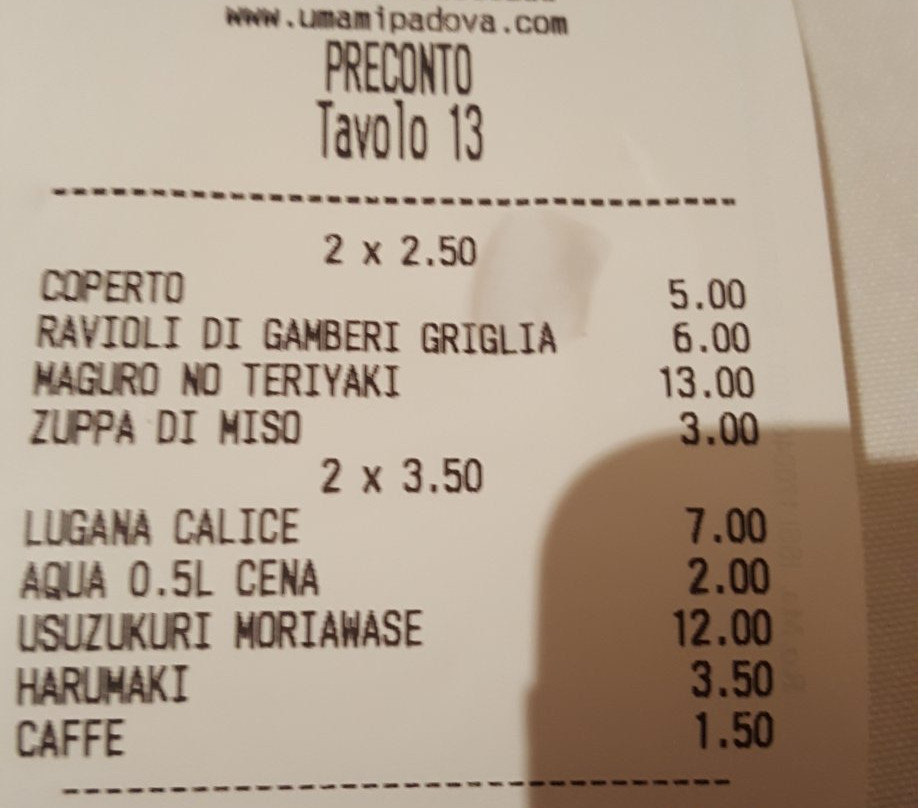 www.umamipadova.com
PRECONTO
Tavolo 13
2 x 2.50
COPERTO 5.00
RAVIOLI DI GAMBERI GRIGLIA 6.00
MAGURO NO TERIYAKI 13.00
ZUPPA DI MISO 3.00
2 x 3.50
LUGANA CALICE 7.00
AQUA 0.5L CENA 2.00
USUZUKURI MORIAWASE 12.00
HARUMAKI 3.50
CAFFE 1.50